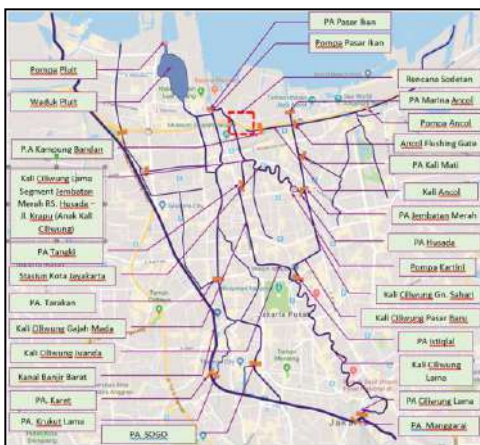 PA Pasar Ikan
Pompa Pasar Ikan
Pompa Pluit
Waduk Pluit
Rencana Sodetan
PA Marina Ancol
Pompa Ancol
Ancol Flushing Gate
PA Kali Mati
Kali Ancol
PA Jembatan Merah
PA Husada
Pompa Kartini
Kali Ciliwung Gn. Sahari
Kali Ciliwung Pasar Baru
PA Istiqlal
Kali Ciliwung
Lama
PA Ciliwung Lama
PA. Manggarai
P.A Kampung Bandan
Kali Ciliwung Lama
Segment Jembatan
Merah RS. Husada –
Jl. Krapu (Anak Kali
Ciliwung)
PA Tangki
Stasiun Kota Jayakarta
PA. Tarakan
Kali Ciliwung Gajah Mada
Kali Ciliwung Juanda
Kanal Banjir Barat
PA. Karet
PA. Krukut Lama
PA. SOGO
Jakarta Pusat